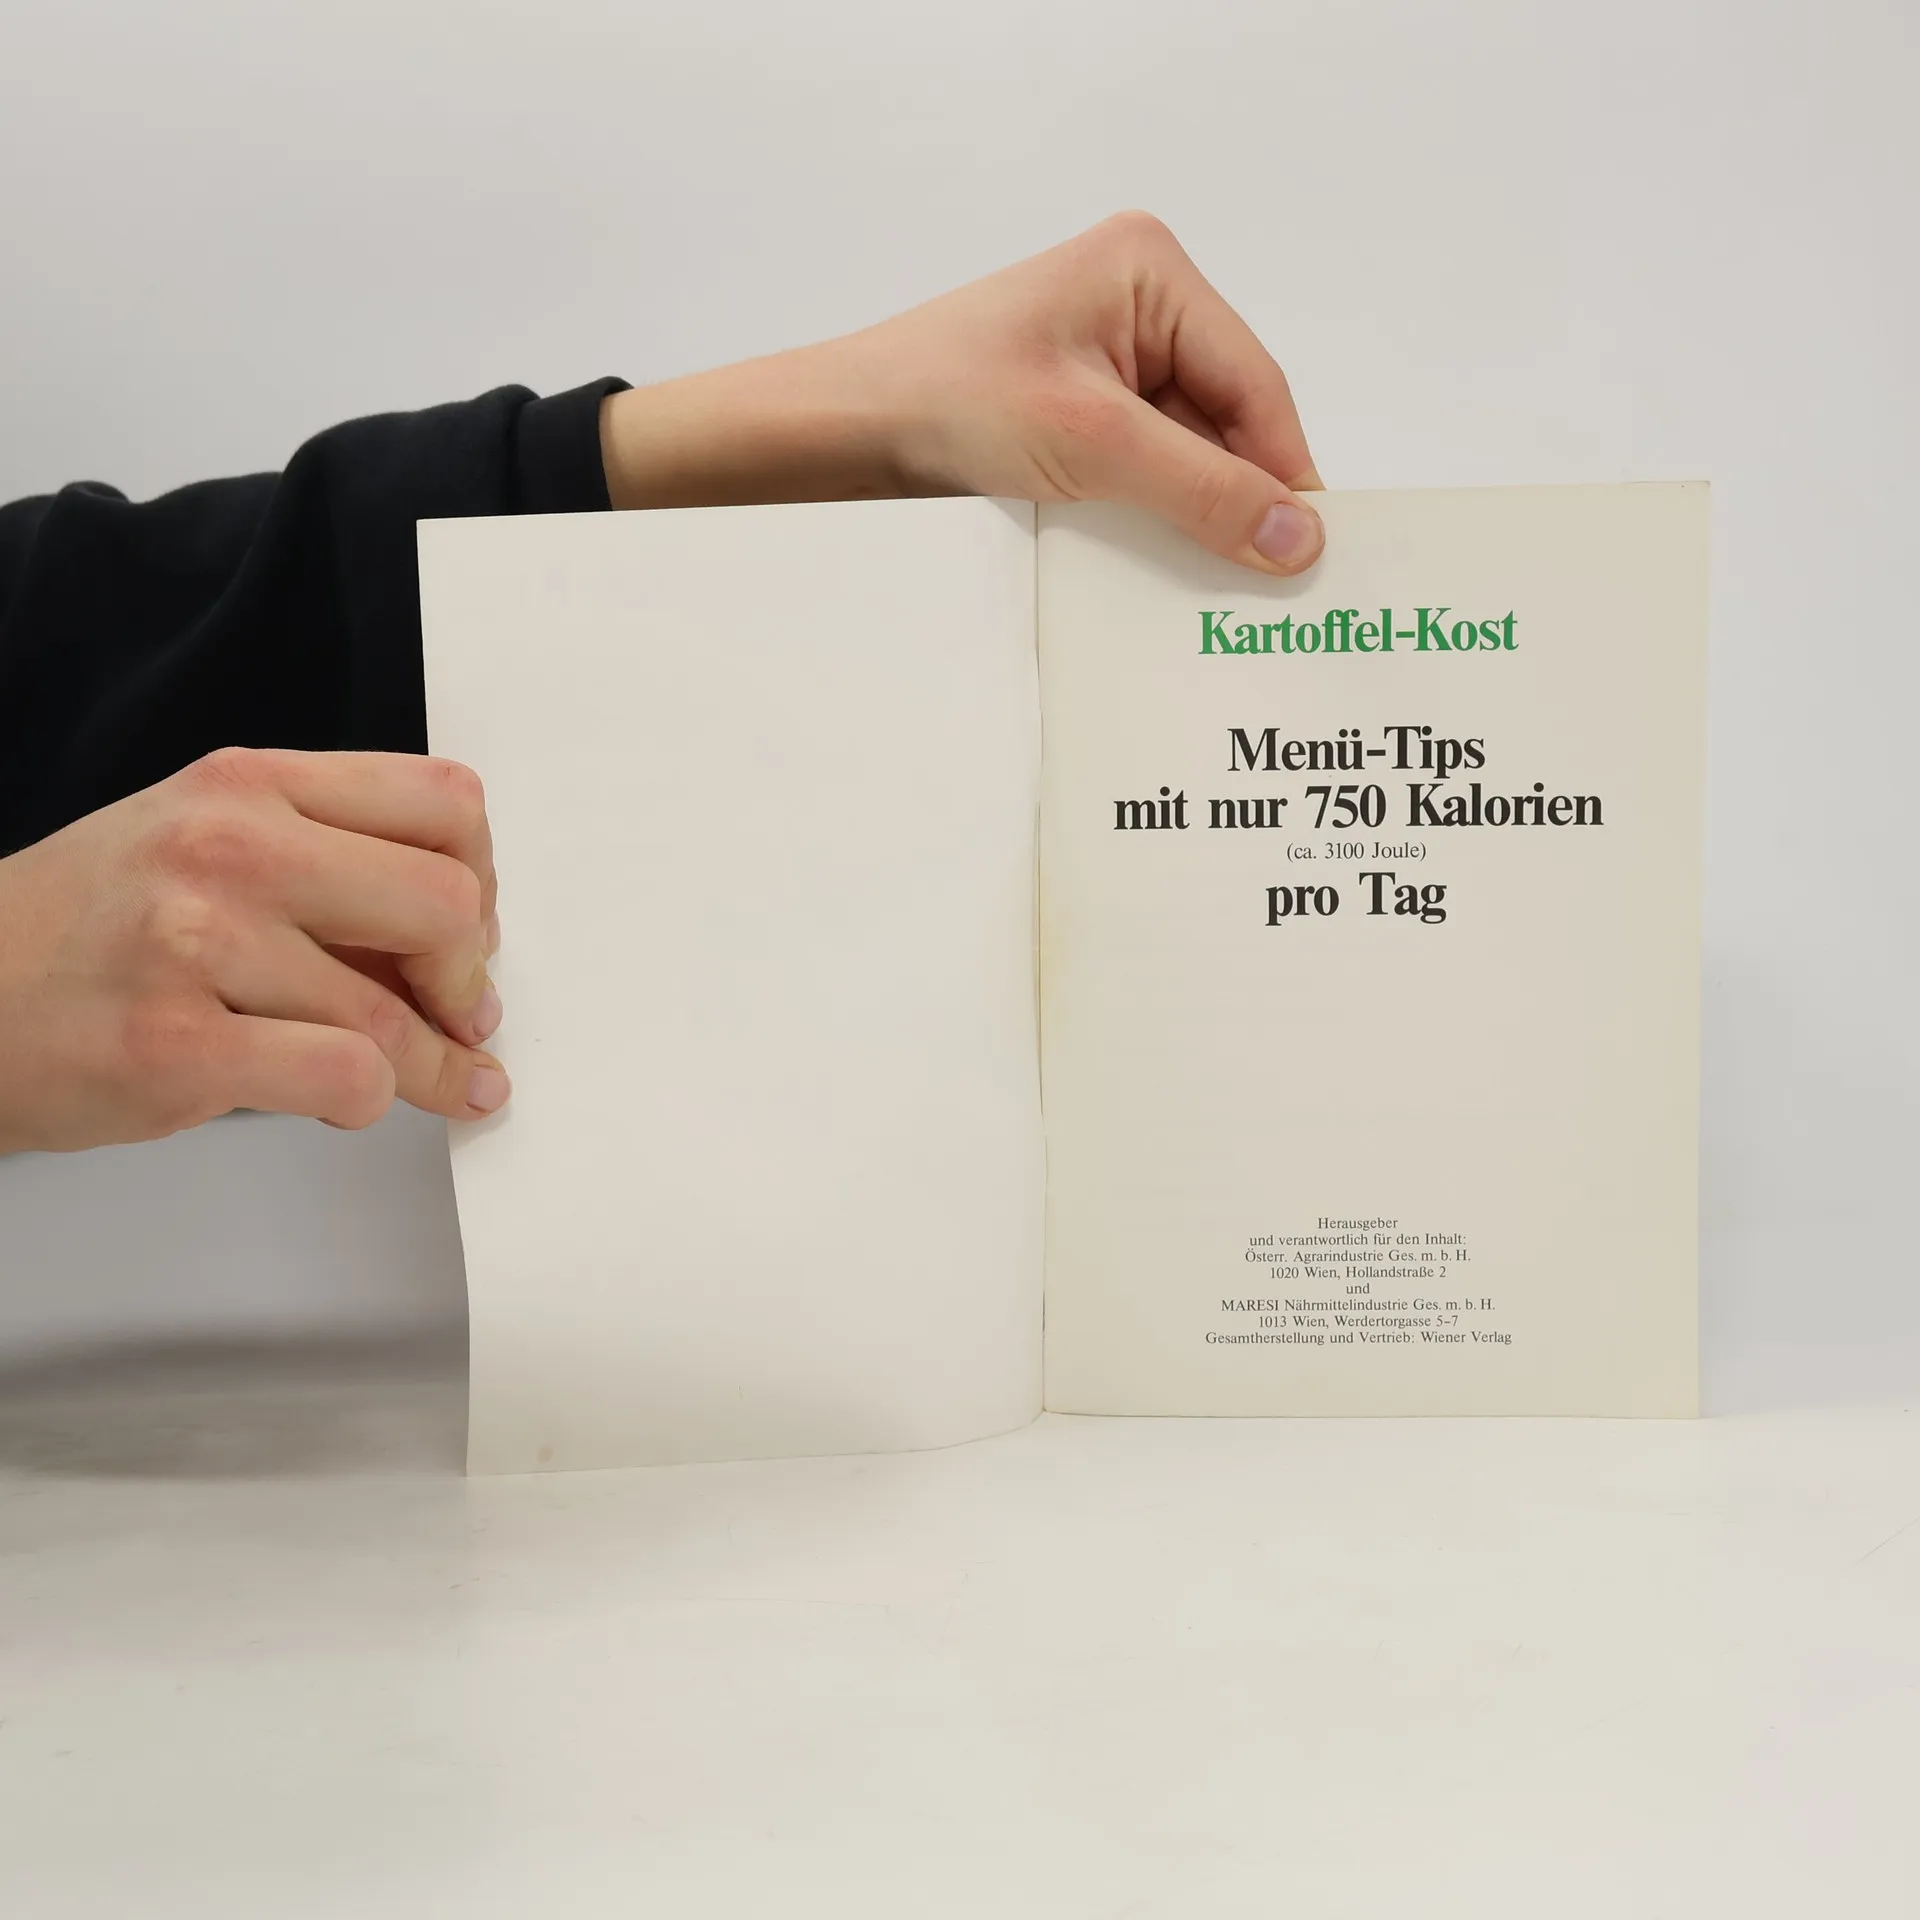 Kartoffel-Kost
Menü-Tips
mit nur 750 Kalorien
(ca. 3100 Joule)
pro Tag
Herausgeber
und verantwortlich für den Inhalt:
Österr. Agrarindustrie Ges. m. b. H.
1020 Wien, Hollandstraße 2
und
MARESI Nährmittelindustrie Ges. m. b. H.
1013 Wien, Werdertorgasse 5–7
Gesamtherstellung und Vertrieb: Wiener Verlag